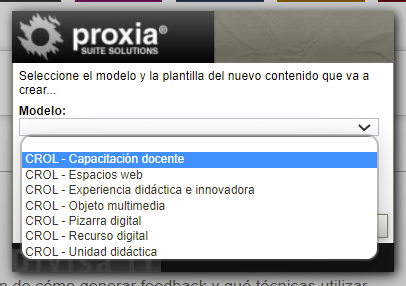 proxia®
SUITE SOLUTIONS
Seleccione el modelo y la plantilla del nuevo contenido que va a
crear...
Modelo:
CROL - Capacitación docente
CROL - Espacios web
CROL - Experiencia didáctica e innovadora
CROL - Objeto multimedia
CROL - Pizarra digital
CROL - Recurso digital
CROL - Unidad didáctica
de cómo generar feedback y qué técnicas utilizar